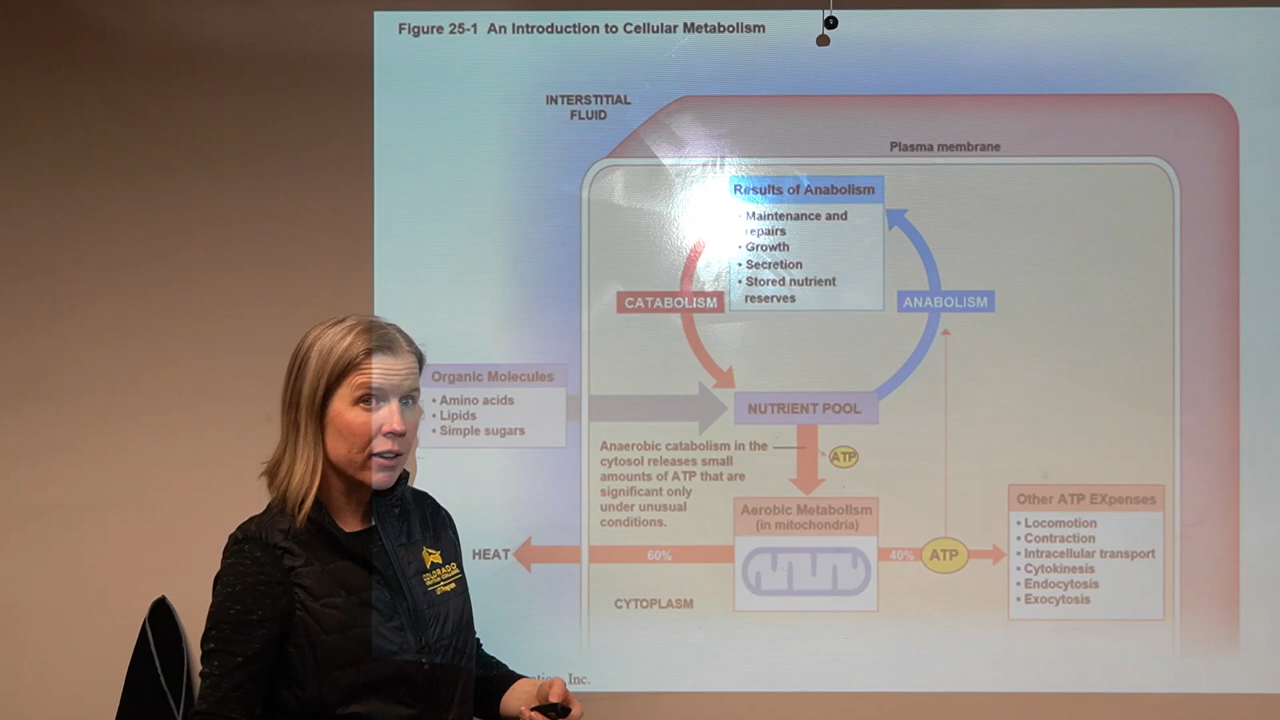 Figure 25-1 An Introduction to Cellular Metabolism
INTERSTITIAL
FLUID
Plasma membrane
Results of Anabolism
• Maintenance and
repairs
• Growth
• Secretion
• Stored nutrient
reserves
CATABOLISM
ANABOLISM
Organic Molecules
• Amino acids
• Lipids
• Simple sugars
NUTRIENT POOL
Anaerobic catabolism in the
cytosol releases small
amounts of ATP that are
significant only
under unusual
conditions.
ATP
Aerobic Metabolism
(in mitochondria)
HEAT
60%
40%
ATP
Other ATP EXpenses
• Locomotion
• Contraction
• Intracellular transport
• Cytokinesis
• Endocytosis
• Exocytosis
CYTOPLASM
COLORADO
Inc.